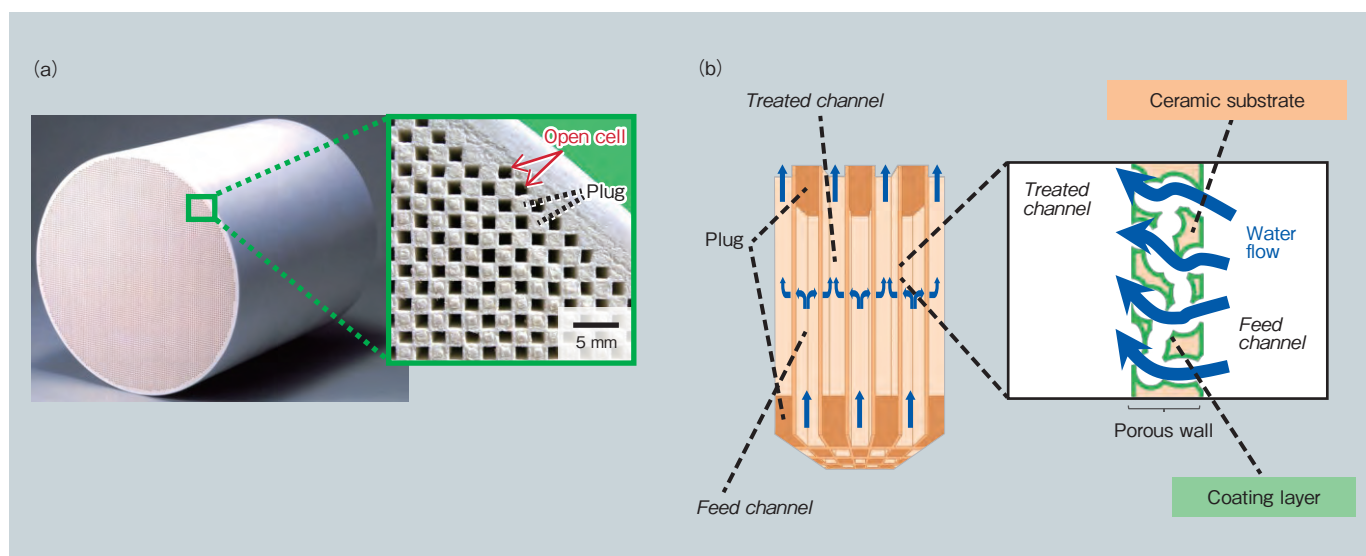 (a)
Open cell
Plug
5 mm
(b)
Treated channel
Ceramic substrate
Treated
channel
Plug
Water
flow
Feed
channel
Porous wall
Feed channel
Coating layer